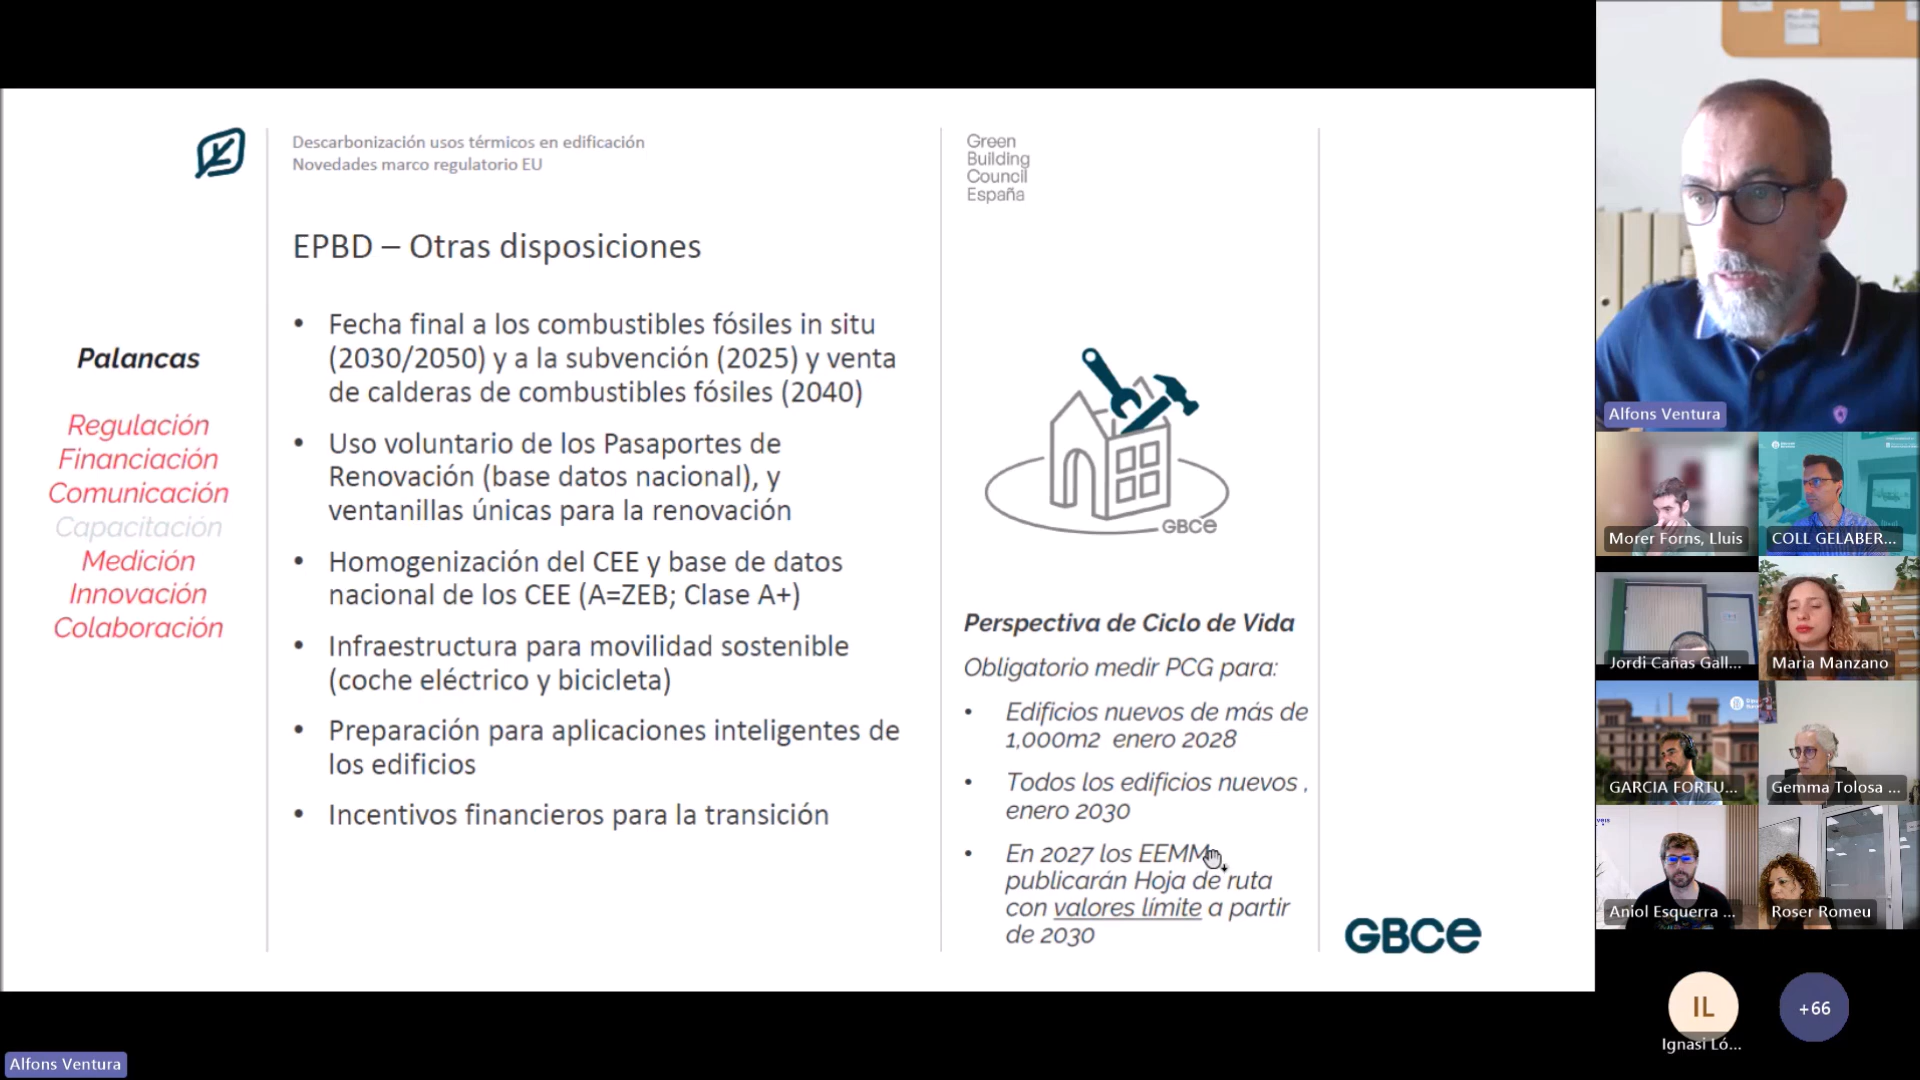 Descarbonización usos térmicos en edificación
Novedades marco regulatorio EU
Green
Building
Council
España
EPBD – Otras disposiciones
Palancas
Regulación
Financiación
Comunicación
Capacitación
Medición
Innovación
Colaboración
• Fecha final a los combustibles fósiles in situ
(2030/2050) y a la subvención (2025) y venta
de calderas de combustibles fósiles (2040)
• Uso voluntario de los Pasaportes de
Renovación (base datos nacional), y
ventanillas únicas para la renovación
• Homogenización del CEE y base de datos
nacional de los CEE (A=ZEB; Clase A+)
• Infraestructura para movilidad sostenible
(coche eléctrico y bicicleta)
• Preparación para aplicaciones inteligentes de
los edificios
• Incentivos financieros para la transición
GBCe
Perspectiva de Ciclo de Vida
Obligatorio medir PCG para:
• Edificios nuevos de más de
1,000m2 enero 2028
• Todos los edificios nuevos ,
enero 2030
• En 2027 los EEMM
publicarán Hoja de ruta
con valores límite a partir
de 2030
GBCe
Alfons Ventura
Morer Forns, Lluis
COLL GELABER...
Jordi Cañas Gall...
Maria Manzano
GARCIA FORTU...
Gemma Tolosa ...
Aniol Esquerra ...
Roser Romeu
IL
+66
Ignasi Ló...
Alfons Ventura